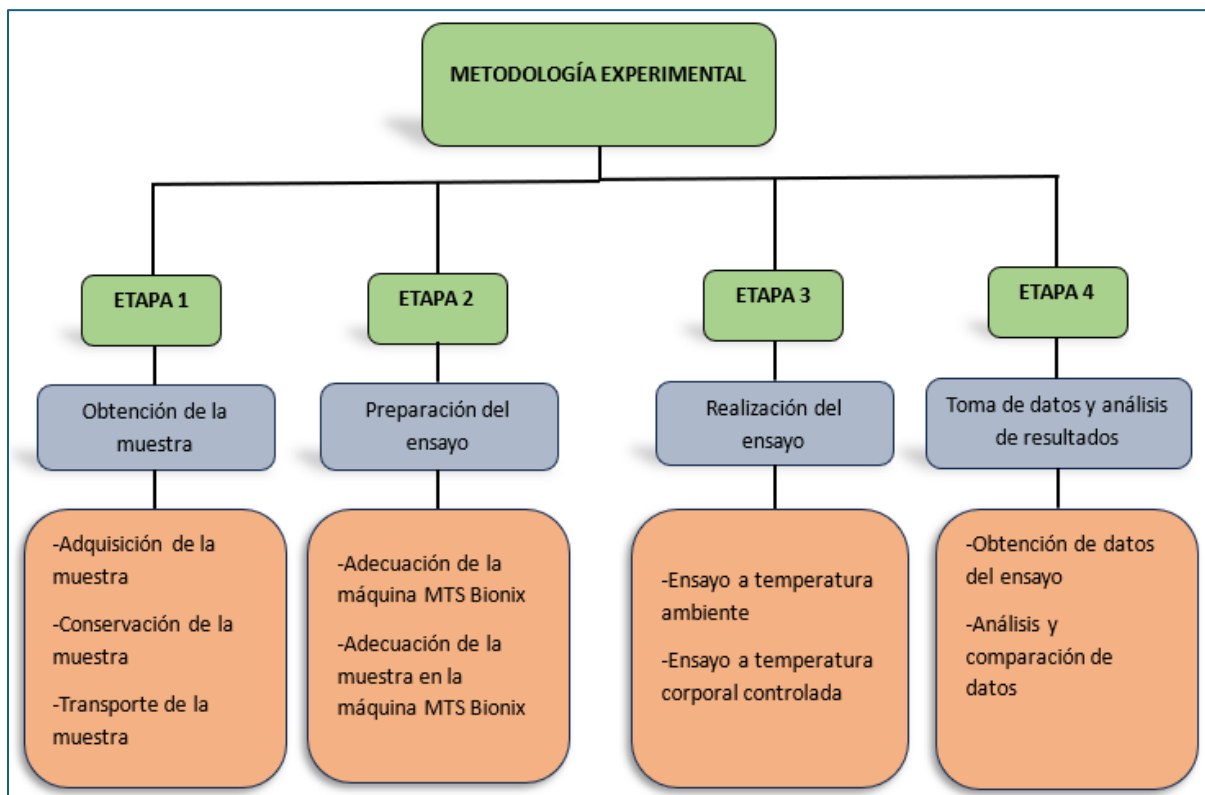 METODOLOGÍA EXPERIMENTAL
ETAPA 1
Obtención de la
muestra
-Adquisición de la
muestra
-Conservación de la
muestra
-Transporte de la
muestra
ETAPA 2
Preparación del
ensayo
-Adecuación de la
máquina MTS Bionix
-Adecuación de la
muestra en la
máquina MTS Bionix
ETAPA 3
Realización del
ensayo
-Ensayo a temperatura
ambiente
-Ensayo a temperatura
corporal controlada
ETAPA 4
Toma de datos y análisis
de resultados
-Obtención de datos
del ensayo
-Análisis y
comparación de
datos